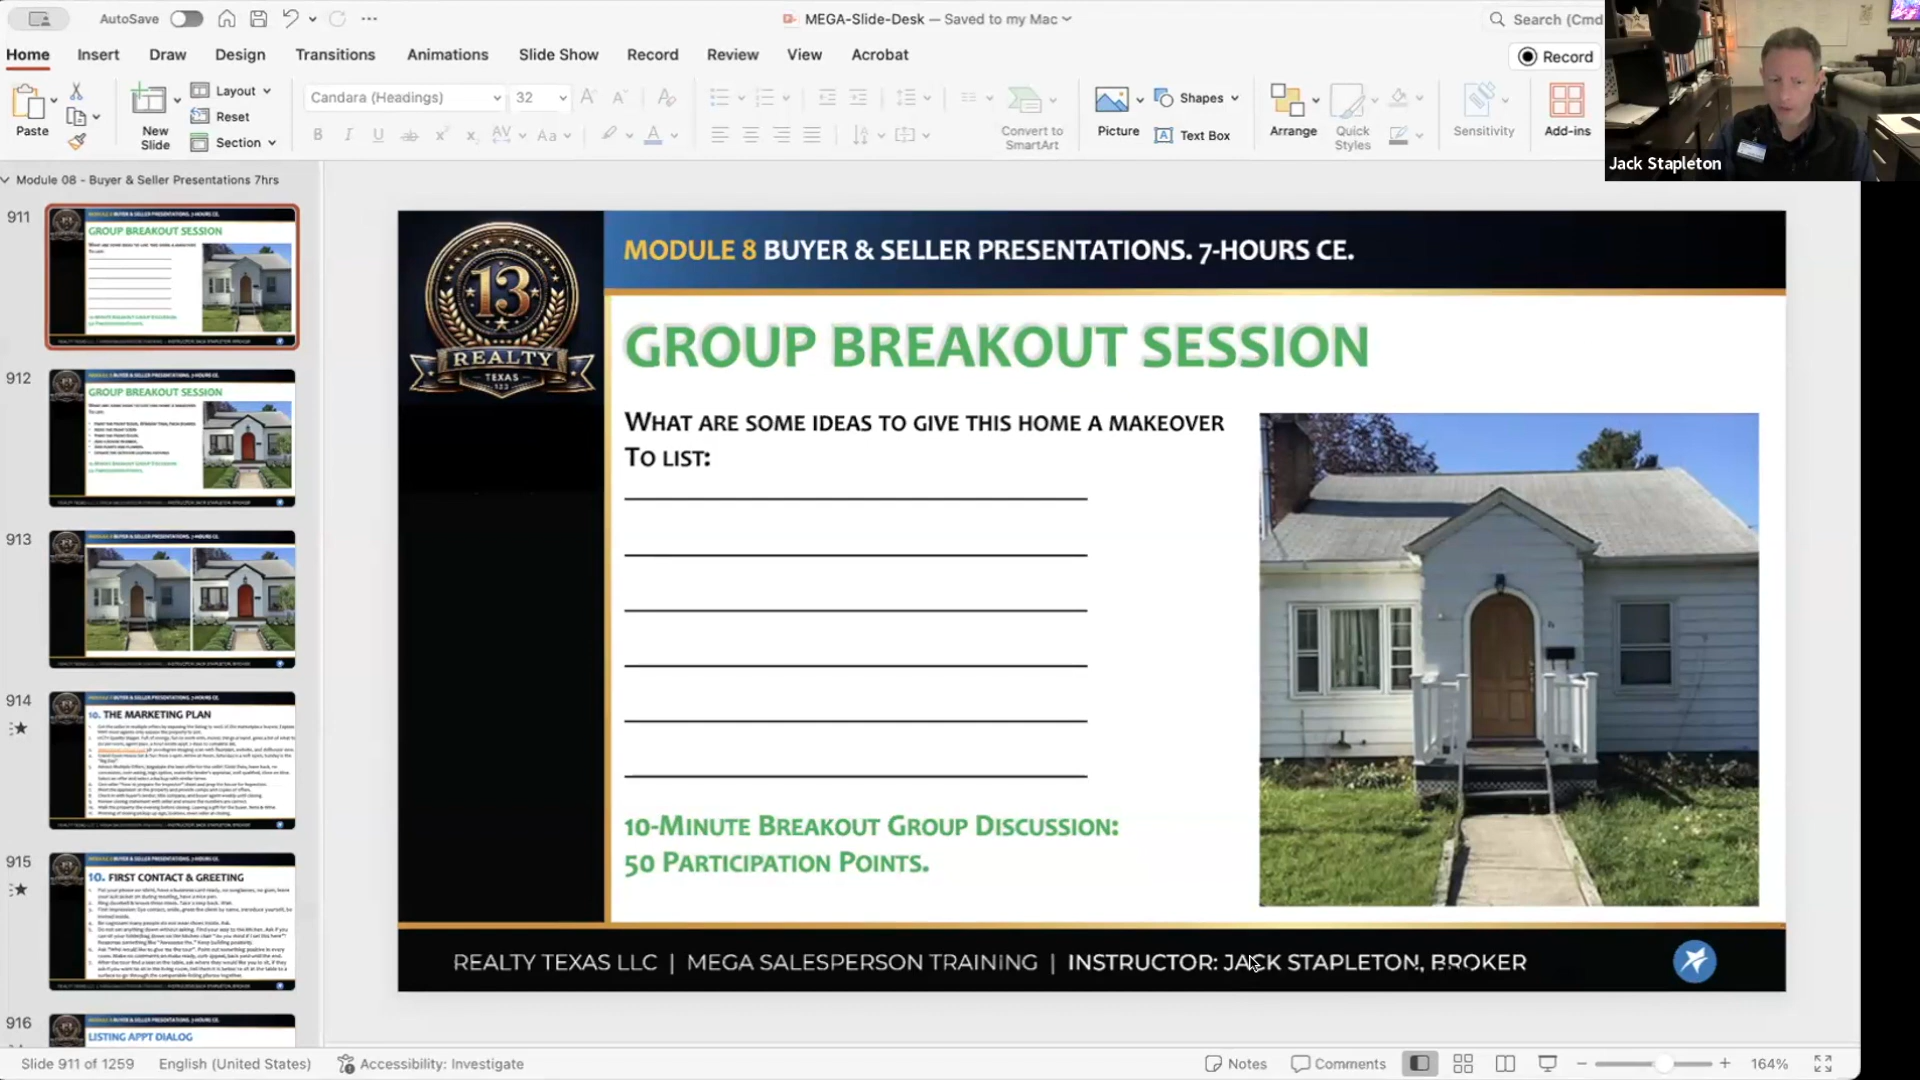 AutoSave
MEGA-Slide-Desk — Saved to my Mac
Search (Cmd
Home
Insert
Draw
Design
Transitions
Animations
Slide Show
Record
Review
View
Acrobat
Record
Paste
New Slide
Layout
Reset
Section
Candara (Headings)
32
Convert to SmartArt
Picture
Shapes
Text Box
Arrange
Quick Styles
Sensitivity
Add-ins
Jack Stapleton
Module 08 - Buyer & Seller Presentations 7hrs
911
GROUP BREAKOUT SESSION
912
GROUP BREAKOUT SESSION
913
914
10. THE MARKETING PLAN
915
10. FIRST CONTACT & GREETING
916
LISTING APPT DIALOG
13
REALTY
TEXAS
123
MODULE 8 BUYER & SELLER PRESENTATIONS. 7-HOURS CE.
GROUP BREAKOUT SESSION
WHAT ARE SOME IDEAS TO GIVE THIS HOME A MAKEOVER
TO LIST:
10-MINUTE BREAKOUT GROUP DISCUSSION:
50 PARTICIPATION POINTS.
REALTY TEXAS LLC | MEGA SALESPERSON TRAINING | INSTRUCTOR: JACK STAPLETON, BROKER
Slide 911 of 1259
English (United States)
Accessibility: Investigate
Notes
Comments
164%